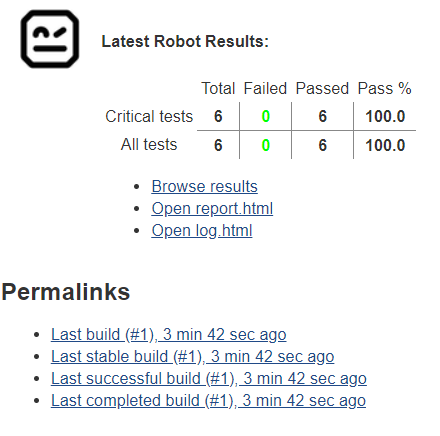 Latest Robot Results:
Total Failed Passed Pass %
Critical tests 6 0 6 100.0
All tests 6 0 6 100.0
Browse results
Open report.html
Open log.html
Permalinks
Last build (#1), 3 min 42 sec ago
Last stable build (#1), 3 min 42 sec ago
Last successful build (#1), 3 min 42 sec ago
Last completed build (#1), 3 min 42 sec ago